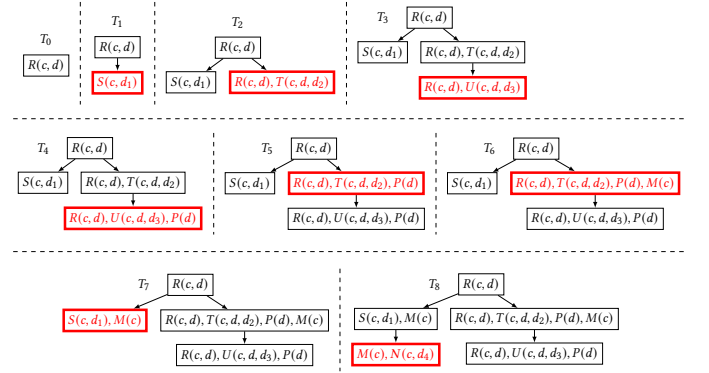 T0
R(c,d)
T1
R(c,d)
S(c,d1)
T2
R(c,d)
S(c,d1) R(c,d),T(c,d,d2)
T3
R(c,d)
S(c,d1) R(c,d),T(c,d,d2)
R(c,d),U(c,d,d3)
T4
R(c,d)
S(c,d1) R(c,d),T(c,d,d2)
R(c,d),U(c,d,d3),P(d)
T5
R(c,d)
S(c,d1) R(c,d),T(c,d,d2),P(d)
R(c,d),U(c,d,d3),P(d)
T6
R(c,d)
S(c,d1) R(c,d),T(c,d,d2),P(d),M(c)
R(c,d),U(c,d,d3),P(d)
T7
R(c,d)
S(c,d1),M(c) R(c,d),T(c,d,d2),P(d),M(c)
R(c,d),U(c,d,d3),P(d)
T8
R(c,d)
S(c,d1),M(c) R(c,d),T(c,d,d2),P(d),M(c)
M(c),N(c,d4) R(c,d),U(c,d,d3),P(d)